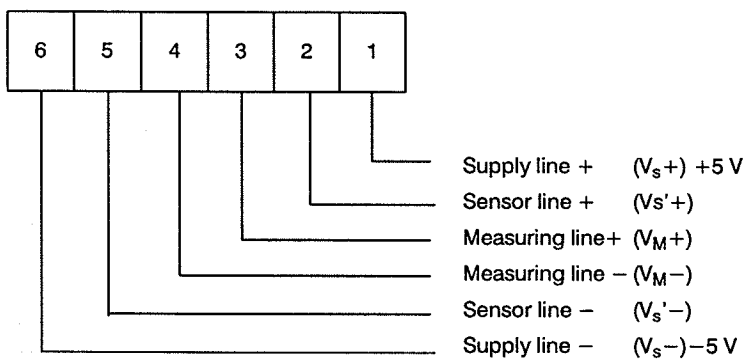 6 5 4 3 2 1
Supply line + (Vs+) +5 V
Sensor line + (Vs'+)
Measuring line+ (VM+)
Measuring line − (VM−)
Sensor line − (Vs'−)
Supply line − (Vs−)−5 V